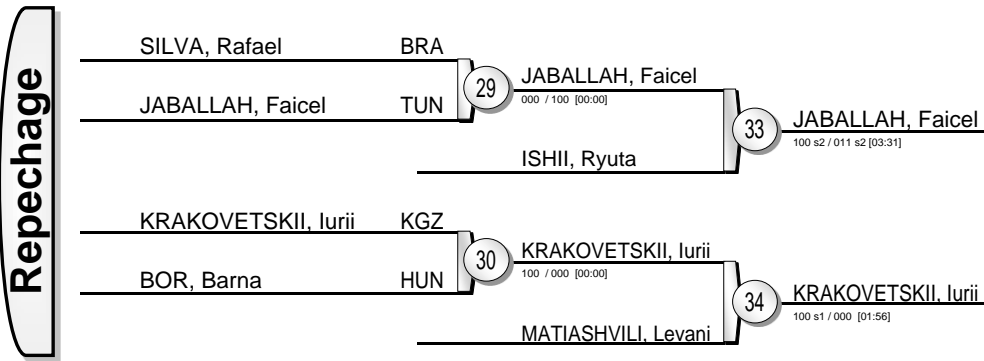 Repechage
SILVA, Rafael BRA
JABALLAH, Faicel TUN
29
JABALLAH, Faicel
000 / 100 [00:00]
ISHII, Ryuta
33
JABALLAH, Faicel
100 s2 / 011 s2 [03:31]
KRAKOVETSKII, Iurii KGZ
BOR, Barna HUN
30
KRAKOVETSKII, Iurii
100 / 000 [00:00]
MATIASHVILI, Levani
34
KRAKOVETSKII, Iurii
100 s1 / 000 [01:56]